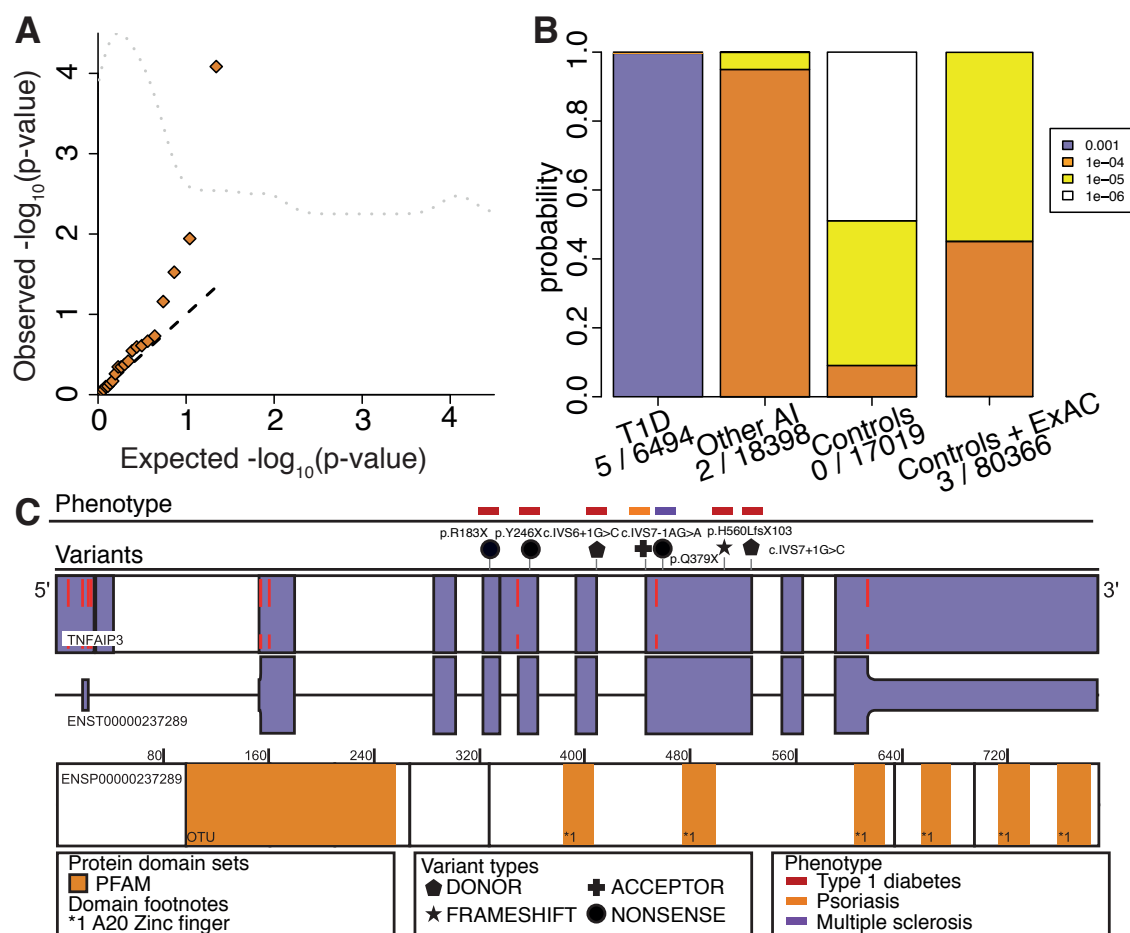 A
Observed -log10(p-value)
4
3
2
1
0
0 1 2 3 4
Expected -log10(p-value)
B
probability
1.0
0.8
0.6
0.4
0.2
0.0
T1D
5 / 6494
Other AI
2 / 18398
Controls
0 / 17019
Controls + ExAC
3 / 80366
0.001
1e−04
1e−05
1e−06
C
Phenotype
p.R183X p.Y246X c.IVS6+1G>C c.IVS7-1AG>A p.H560LfsX103
Variants
p.Q379X
c.IVS7+1G>C
5'
3'
TNFAIP3
ENST00000237289
80 160 240 320 400 480 560 640 720
ENSP00000237289
OTU *1 *1 *1 *1 *1 *1
Protein domain sets
PFAM
Domain footnotes
*1 A20 Zinc finger
Variant types
DONOR
ACCEPTOR
FRAMESHIFT
NONSENSE
Phenotype
Type 1 diabetes
Psoriasis
Multiple sclerosis